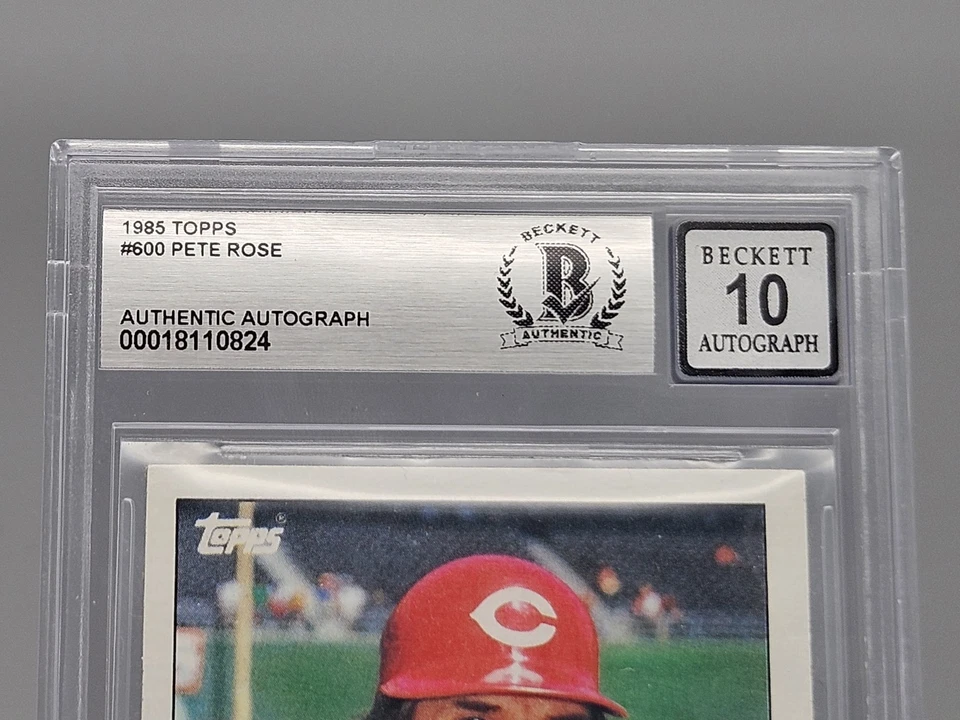 1985 TOPPS
#600 PETE ROSE
AUTHENTIC AUTOGRAPH
00018110824
BECKETT
B
AUTHENTIC
BECKETT
10
AUTOGRAPH
Topps®
C